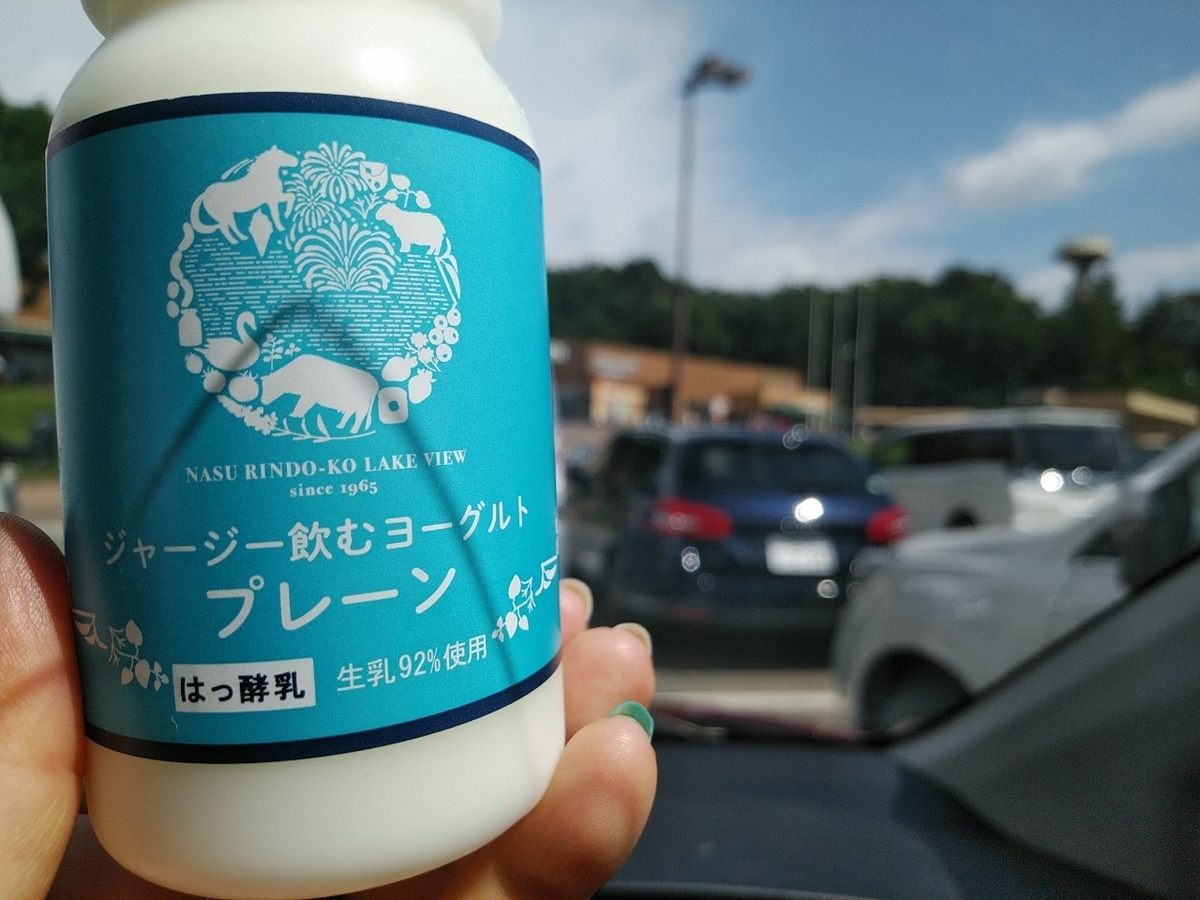 NASU RINDO-KO LAKE VIEW
since 1965
ジャージー飲むヨーグルト
プレーン
はっ酵乳 生乳92%使用